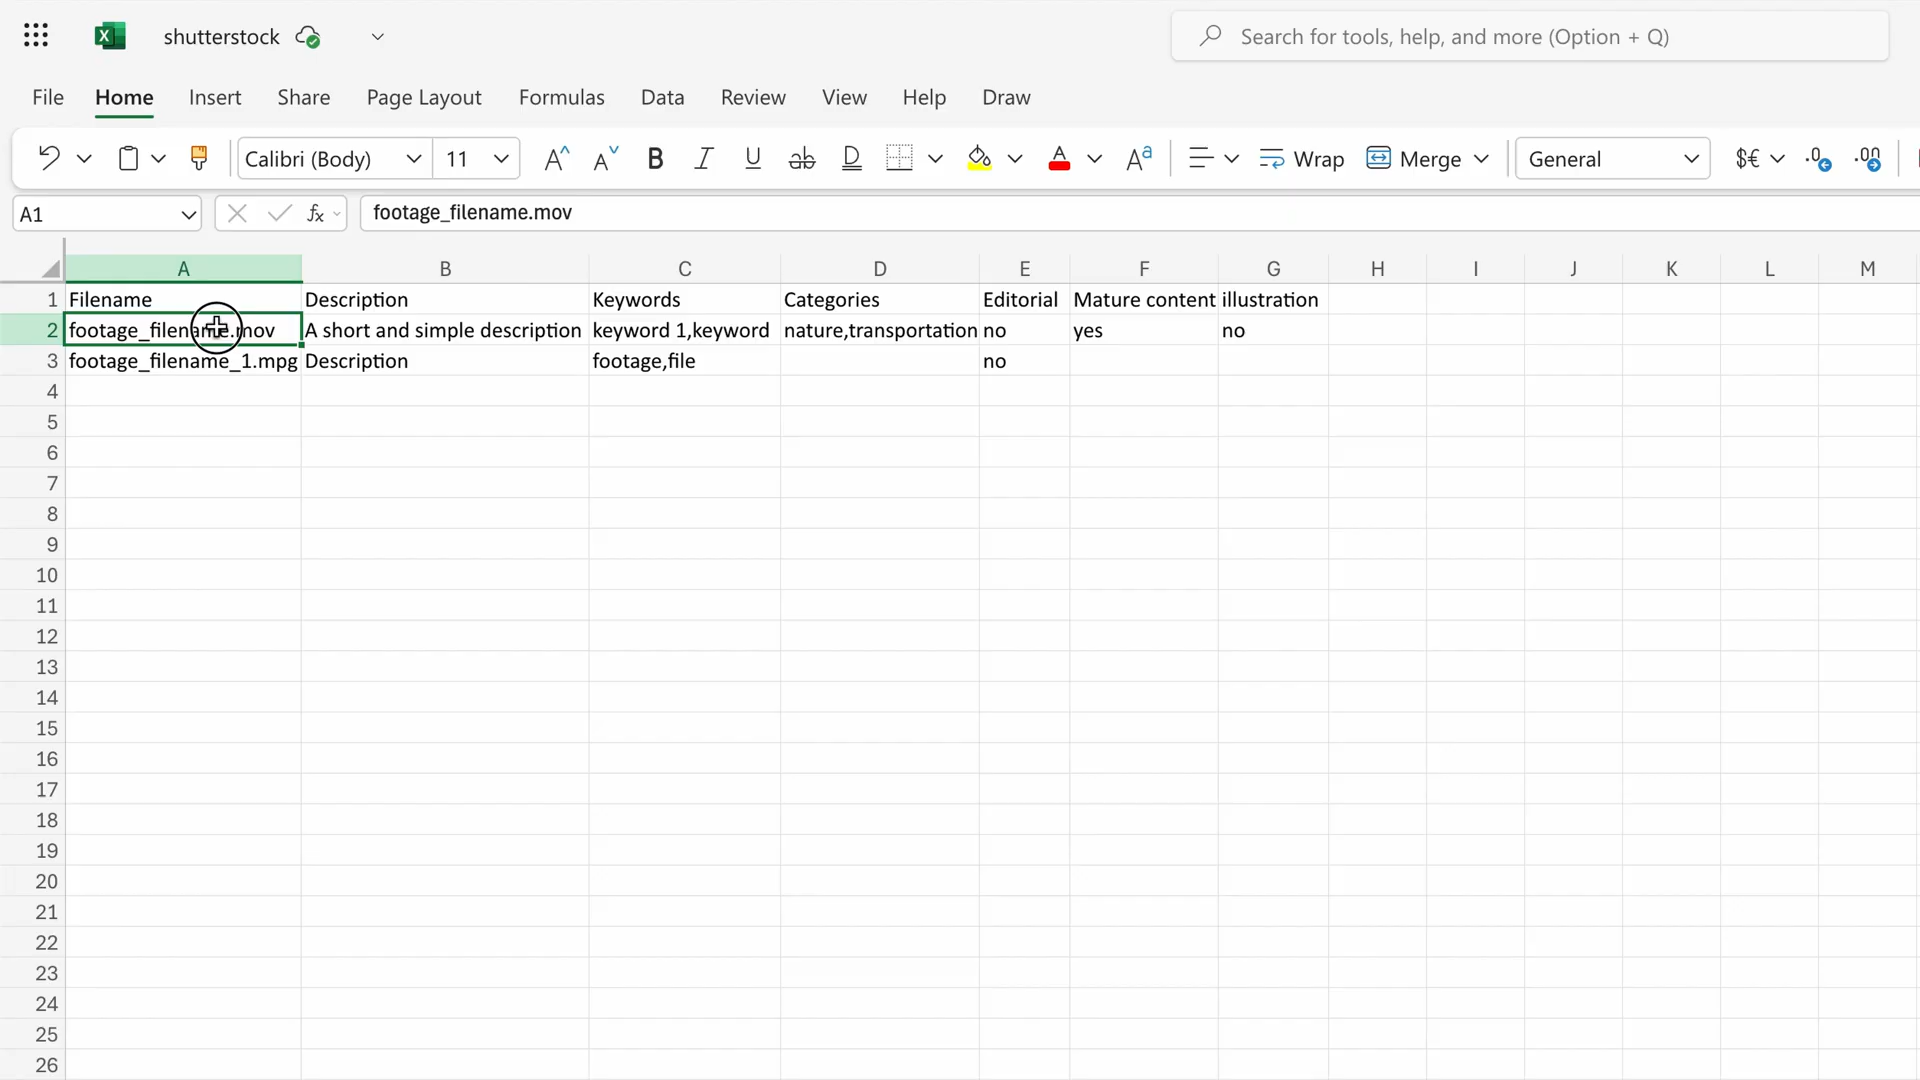 shutterstock
Search for tools, help, and more (Option + Q)
File Home Insert Share Page Layout Formulas Data Review View Help Draw
Calibri (Body) 11 B I U ab D A Wrap Merge General $€
A1 fx footage_filename.mov
A B C D E F G H I J K L M
1 Filename Description Keywords Categories Editorial Mature content illustration
2 footage_filename.mov A short and simple description keyword 1,keyword nature,transportation no yes no
3 footage_filename_1.mpg Description footage,file no
4
5
6
7
8
9
10
11
12
13
14
15
16
17
18
19
20
21
22
23
24
25
26